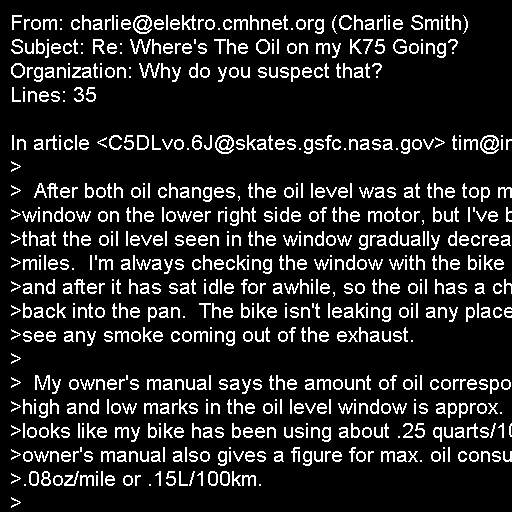 From: charlie@elektro.cmhnet.org (Charlie Smith)
Subject: Re: Where's The Oil on my K75 Going?
Organization: Why do you suspect that?
Lines: 35

In article <C5DLvo.6J@skates.gsfc.nasa.gov>
>
>  After both oil changes, the oil level was at the top
>window on the lower right side of the motor, but I've
>that the oil level seen in the window gradually
>miles.  I'm always checking the window with the bike
>and after it has sat idle for awhile, so the oil has a
>back into the pan.  The bike isn't leaking oil any place
>see any smoke coming out of the exhaust.
>
>  My owner's manual says the amount of oil
>high and low marks in the oil level window is approx.
>looks like my bike has been using about .25
>owner's manual also gives a figure for max. oil
>.08oz/mile or .15L/100km.
>